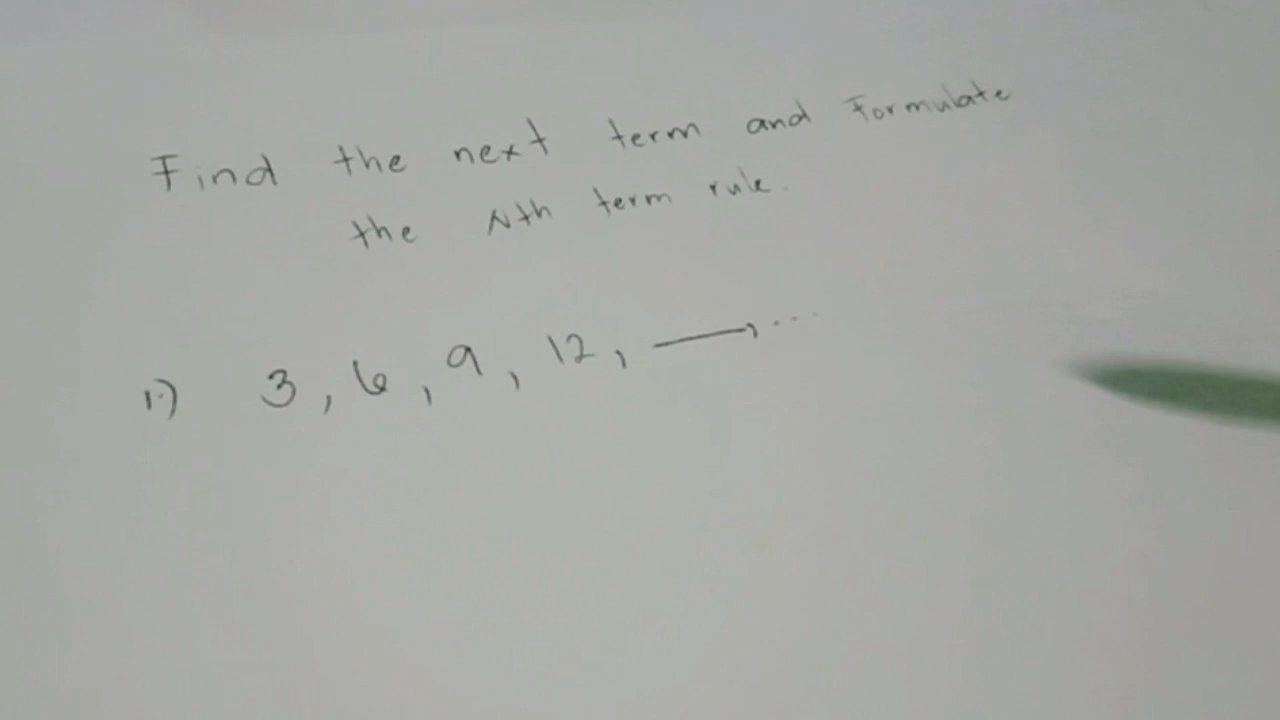 Find the next term and Formulate
the Nth term rule.
1.) 3, 6, 9, 12, ___, ...